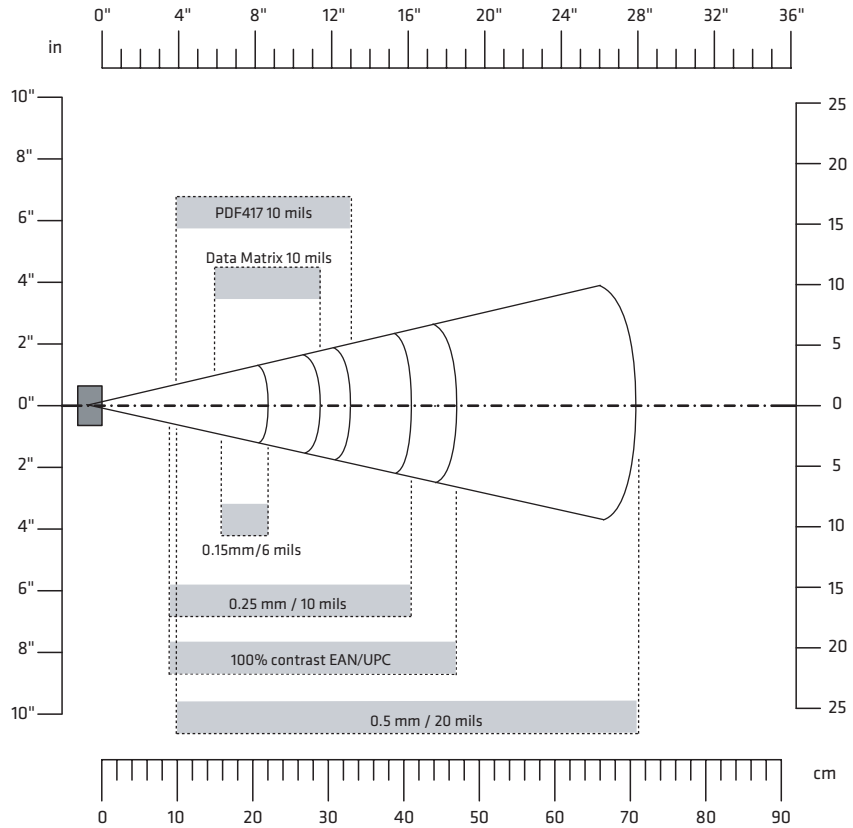 0" 4" 8" 12" 16" 20" 24" 28" 32" 36"
in
10" 25
8" 20
6" PDF417 10 mils 15
Data Matrix 10 mils
4" 10
2" 5
0" 0
2" 5
4" 10
0.15mm/6 mils
6" 0.25 mm / 10 mils 15
8" 100% contrast EAN/UPC 20
10" 0.5 mm / 20 mils 25
cm
0 10 20 30 40 50 60 70 80 90